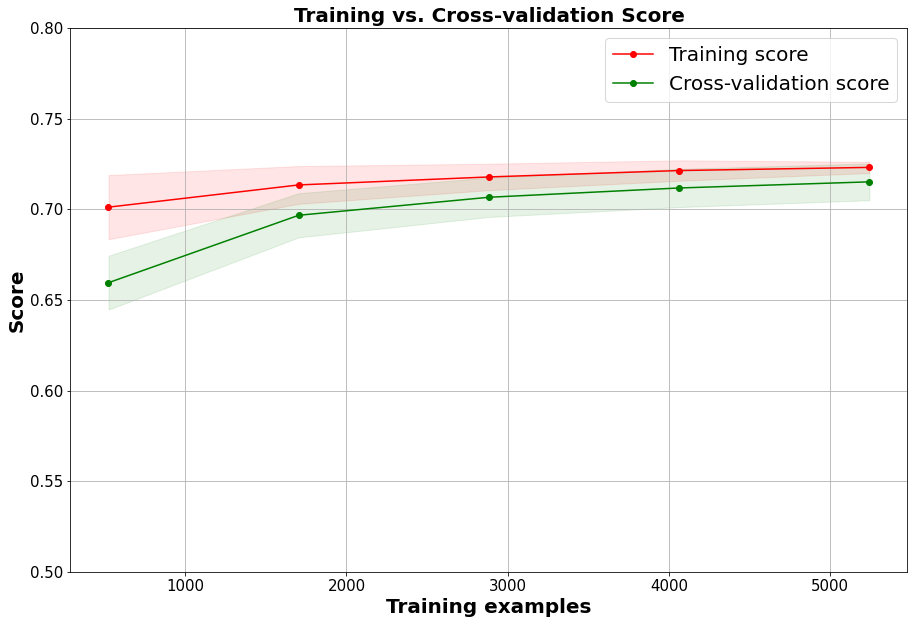 Training vs. Cross-validation Score
Training score
Cross-validation score
0.80
0.75
0.70
0.65
0.60
0.55
0.50
Score
1000 2000 3000 4000 5000
Training examples